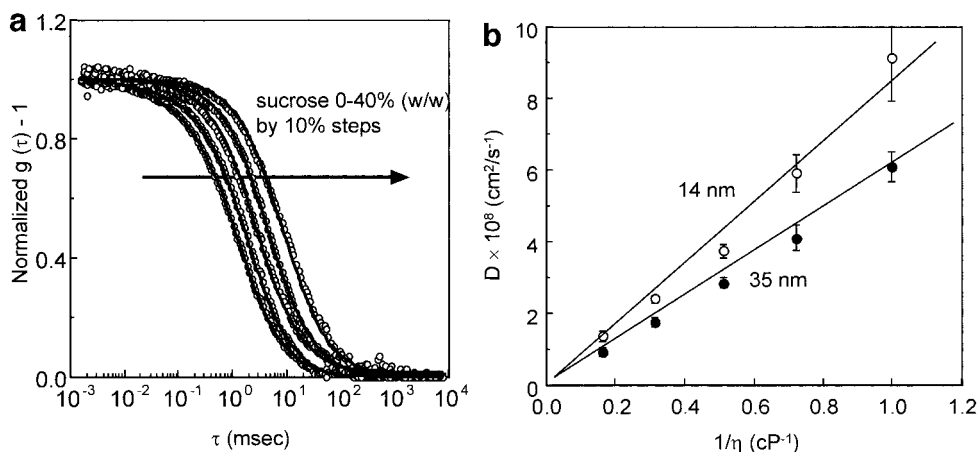 a
1.2
0.8
0.4
0.0
Normalized g (τ) - 1
sucrose 0-40% (w/w)
by 10% steps
10⁻³ 10⁻² 10⁻¹ 10⁰ 10¹ 10² 10³ 10⁴
τ (msec)
b
10
8
6
4
2
0
D × 10⁸ (cm²/s⁻¹)
14 nm
35 nm
0.0 0.2 0.4 0.6 0.8 1.0 1.2
1/η (cP⁻¹)